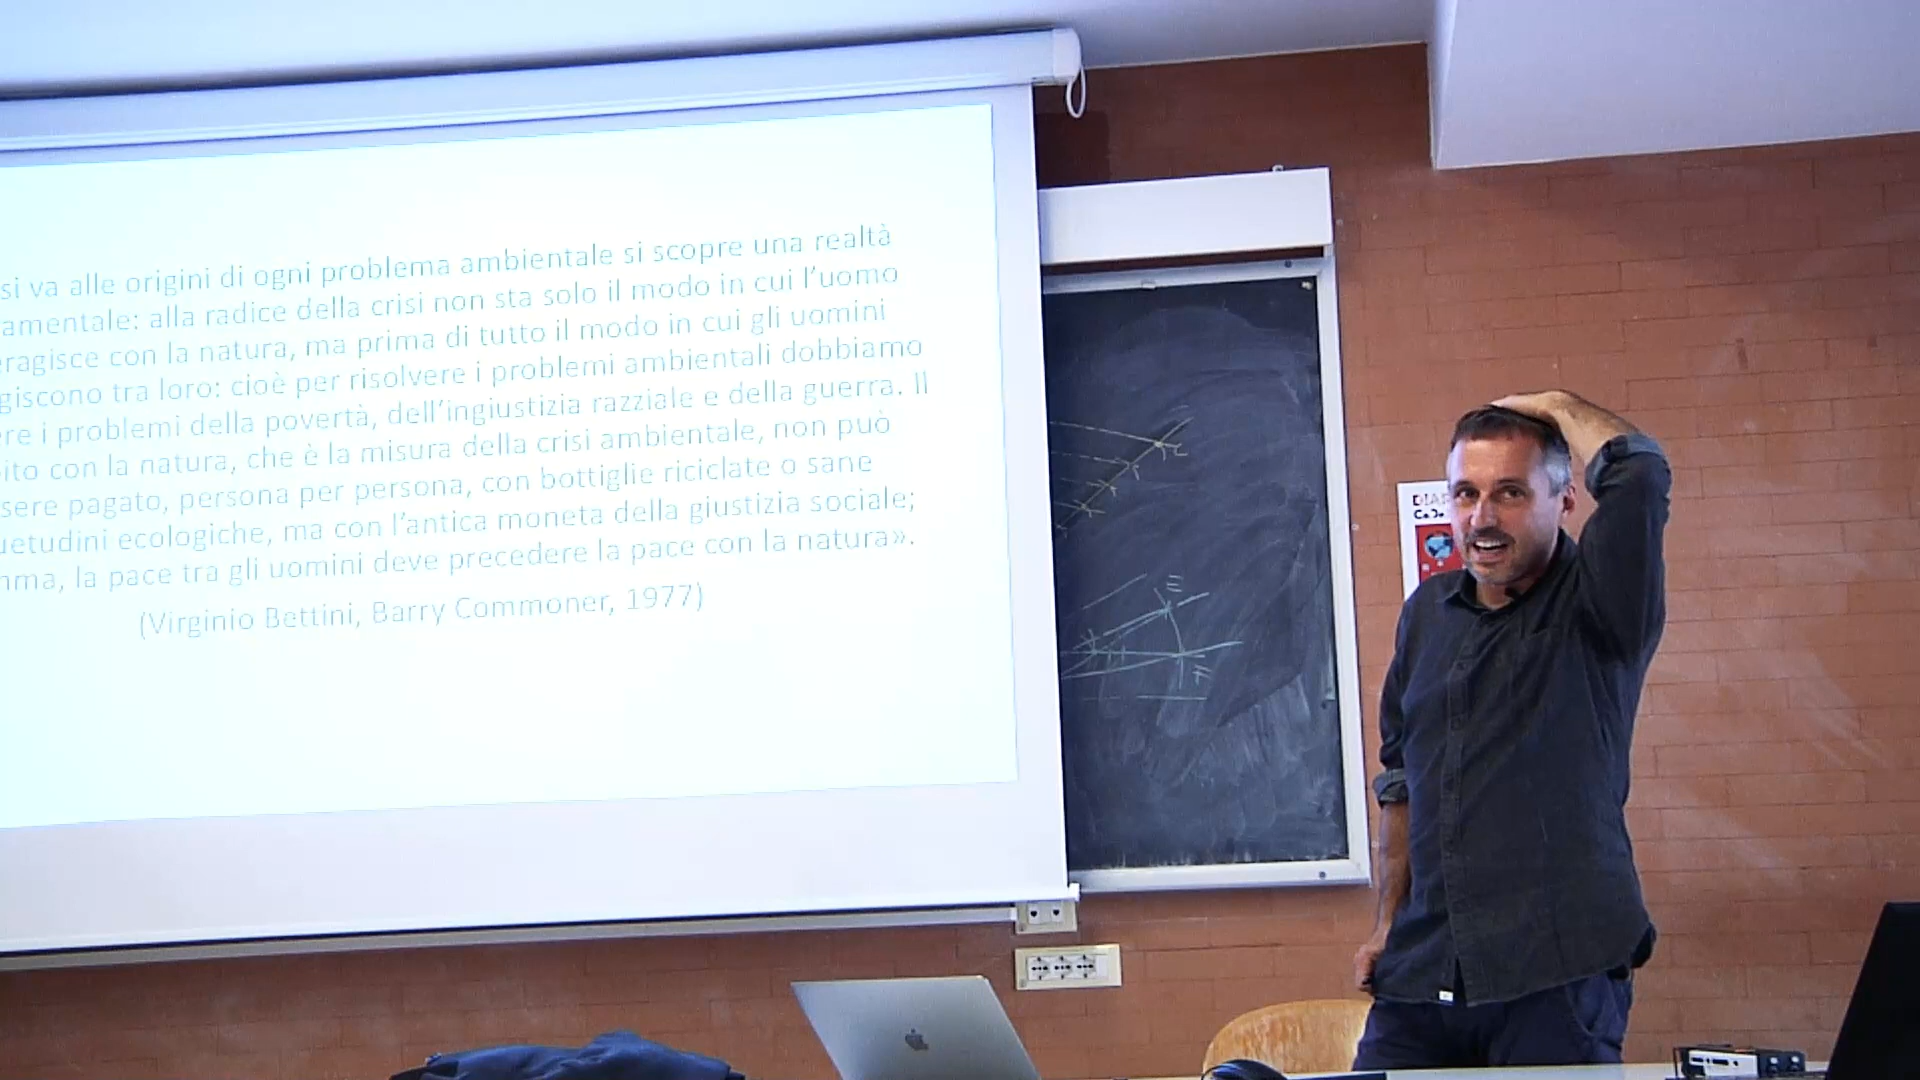 si va alle origini di ogni problema ambientale si scopre una realtà
amentale: alla radice della crisi non sta solo il modo in cui l'uomo
eragisce con la natura, ma prima di tutto il modo in cui gli uomini
giscono tra loro: cioè per risolvere i problemi ambientali dobbiamo
re i problemi della povertà, dell'ingiustizia razziale e della guerra. Il
ito con la natura, che è la misura della crisi ambientale, non può
sere pagato, persona per persona, con bottiglie riciclate o sane
uetudini ecologiche, ma con l'antica moneta della giustizia sociale;
mma, la pace tra gli uomini deve precedere la pace con la natura».
(Virginio Bettini, Barry Commoner, 1977)
E
F
DIAR